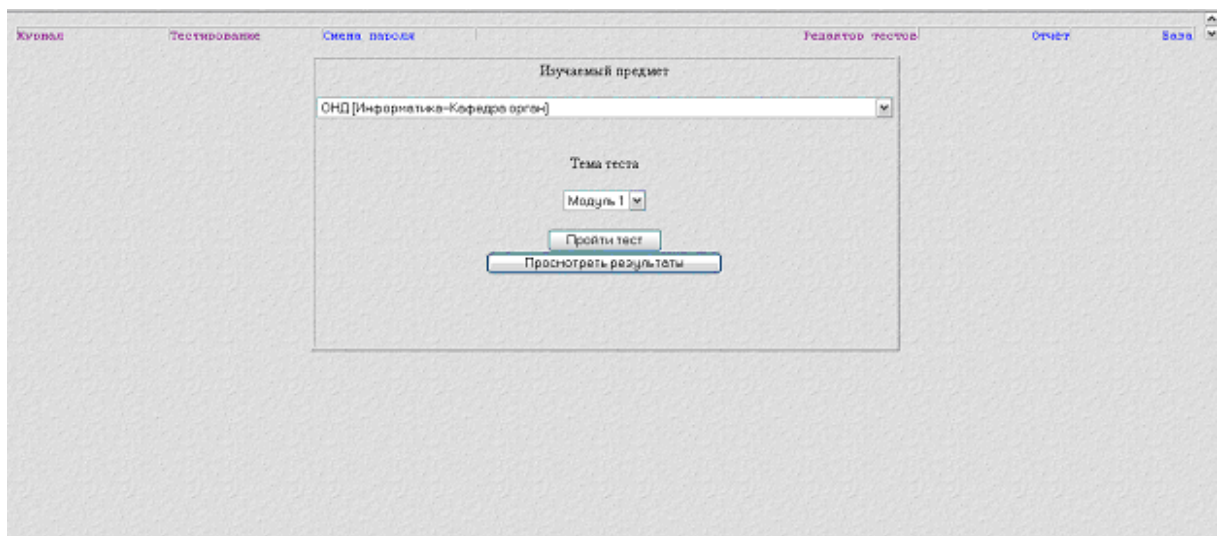 Журнал Тестирование Смена пароля Редактор тестов Отчёт База
Изучаемый предмет
ОНД [Информатика-Кафедра орган]
Тема теста
Модуль 1
Пройти тест
Просмотреть результаты